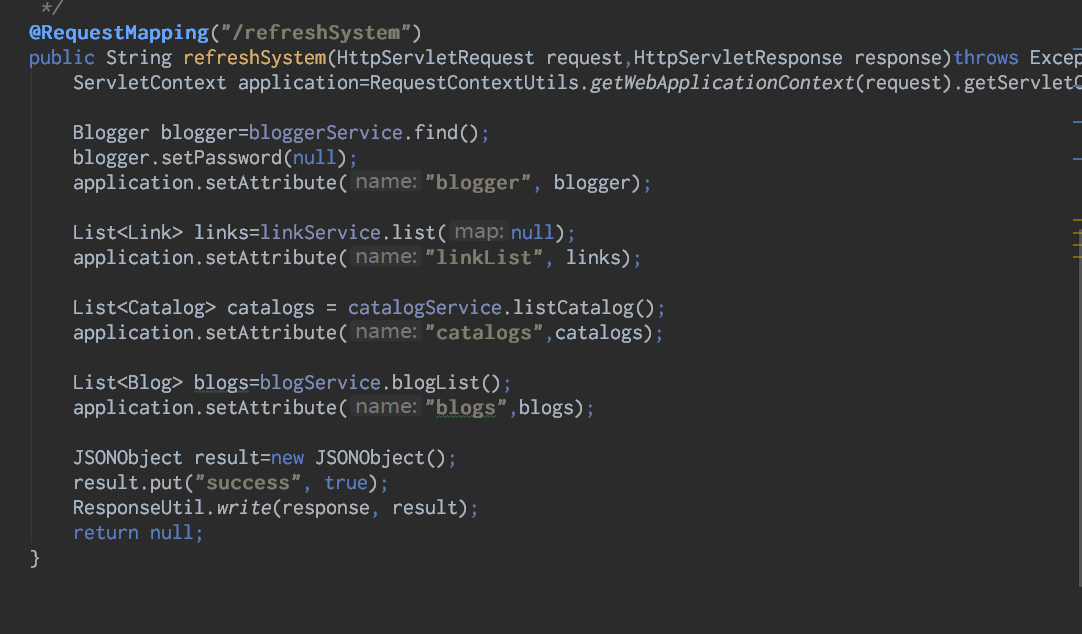 */
@RequestMapping("/refreshSystem")
public String refreshSystem(HttpServletRequest request,HttpServletResponse response)throws Excep
ServletContext application=RequestContextUtils.getWebApplicationContext(request).getServletC
Blogger blogger=bloggerService.find();
blogger.setPassword(null);
application.setAttribute( name: "blogger", blogger);
List<Link> links=linkService.list( map: null);
application.setAttribute( name: "linkList", links);
List<Catalog> catalogs = catalogService.listCatalog();
application.setAttribute( name: "catalogs",catalogs);
List<Blog> blogs=blogService.blogList();
application.setAttribute( name: "blogs",blogs);
JSONObject result=new JSONObject();
result.put("success", true);
ResponseUtil.write(response, result);
return null;
}